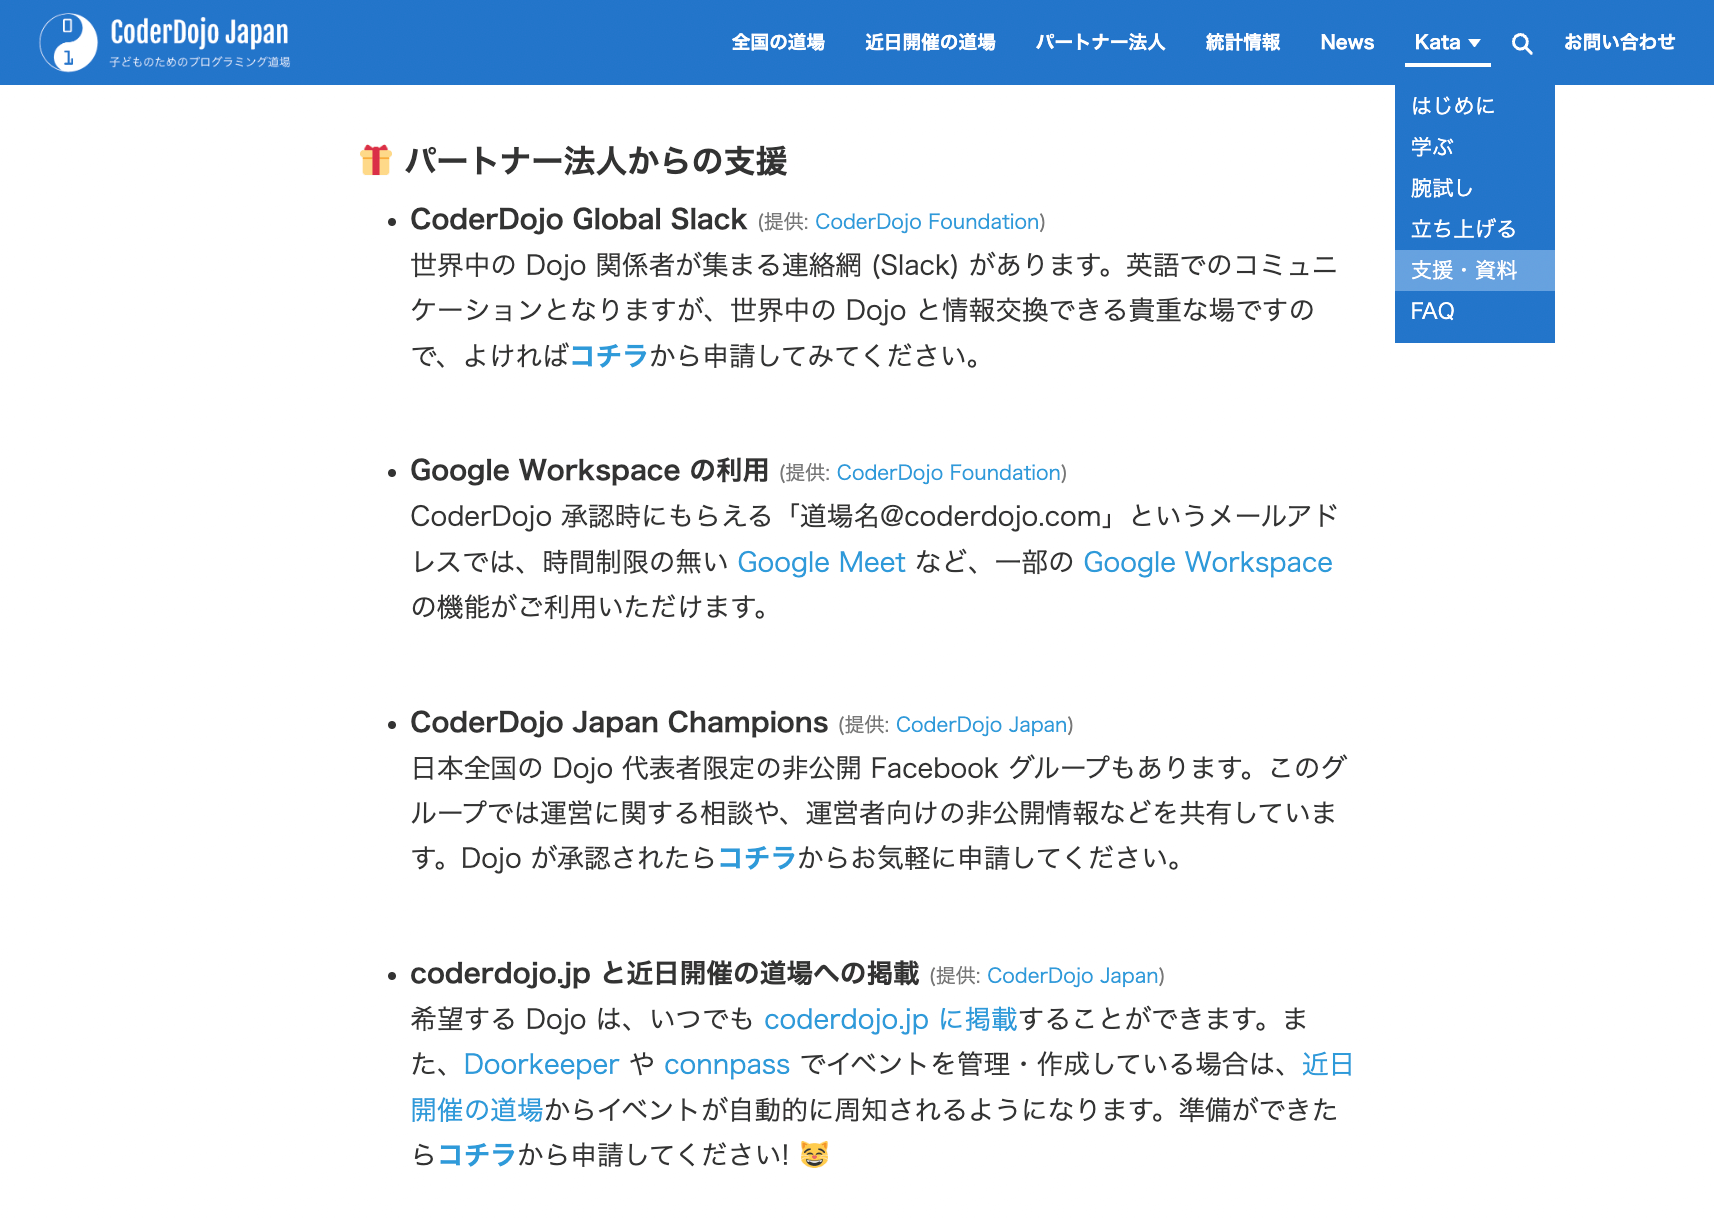 CoderDojo Japan
子どものためのプログラミング道場
全国の道場 近日開催の道場 パートナー法人 統計情報 News Kata ▼ お問い合わせ
はじめに
学ぶ
腕試し
立ち上げる
支援・資料
FAQ
🎁 パートナー法人からの支援
• CoderDojo Global Slack (提供: CoderDojo Foundation)
世界中の Dojo 関係者が集まる連絡網 (Slack) があります。英語でのコミュニ
ケーションとなりますが、世界中の Dojo と情報交換できる貴重な場ですの
で、よければコチラから申請してみてください。
• Google Workspace の利用 (提供: CoderDojo Foundation)
CoderDojo 承認時にもらえる「道場名@coderdojo.com」というメールアド
レスでは、時間制限の無い Google Meet など、一部の Google Workspace
の機能がご利用いただけます。
• CoderDojo Japan Champions (提供: CoderDojo Japan)
日本全国の Dojo 代表者限定の非公開 Facebook グループもあります。このグ
ループでは運営に関する相談や、運営者向けの非公開情報などを共有していま
す。Dojo が承認されたらコチラからお気軽に申請してください。
• coderdojo.jp と近日開催の道場への掲載 (提供: CoderDojo Japan)
希望する Dojo は、いつでも coderdojo.jp に掲載することができます。ま
た、Doorkeeper や connpass でイベントを管理・作成している場合は、近日
開催の道場からイベントが自動的に周知されるようになります。準備ができた
らコチラから申請してください! 😸